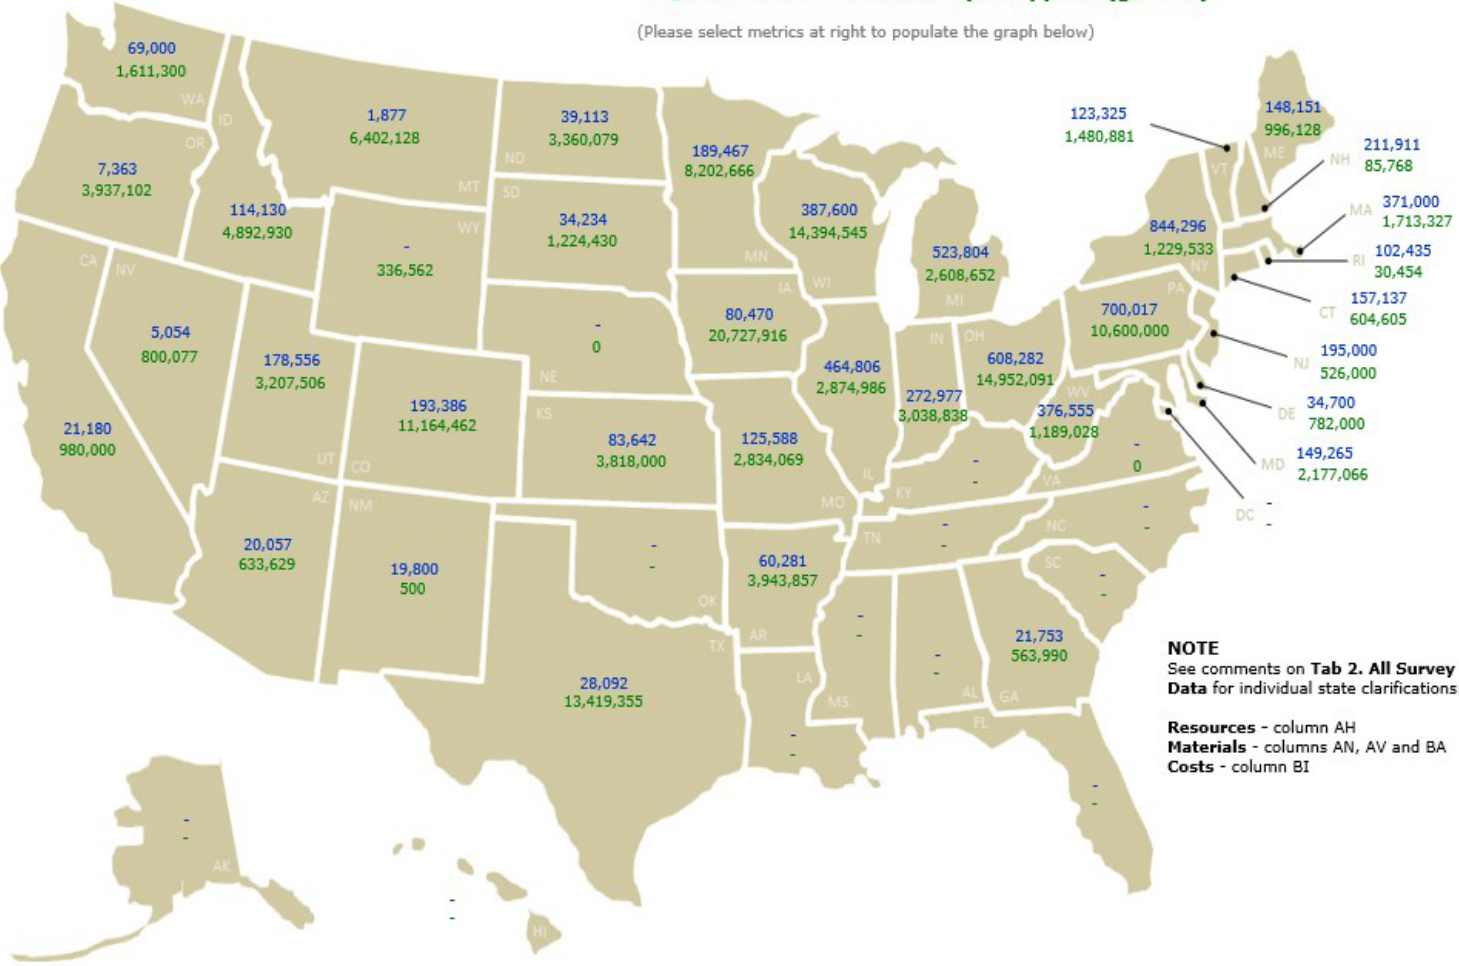 (Please select metrics at right to populate the graph below)
69,000
1,611,300
WA
ID
1,877
6,402,128
MT
39,113
3,360,079
ND
189,467
8,202,666
MN
OR
7,363
3,937,102
114,130
4,892,930
WY
-
336,562
SD
34,234
1,224,430
387,600
14,394,545
WI
523,804
2,608,652
MI
844,296
1,229,533
NY
123,325
1,480,881
VT
148,151
996,128
ME
NH
211,911
85,768
MA
371,000
1,713,327
RI
102,435
30,454
CT
157,137
604,605
NJ
195,000
526,000
DE
34,700
782,000
MD
149,265
2,177,066
DC
-
-
CA
21,180
980,000
NV
5,054
800,077
178,556
3,207,506
UT
193,386
11,164,462
CO
-
0
NE
IA
80,470
20,727,916
464,806
2,874,986
IL
IN
272,977
3,038,838
OH
608,282
14,952,091
PA
700,017
10,600,000
WV
376,555
1,189,028
-
0
VA
KS
83,642
3,818,000
125,588
2,834,069
MO
-
-
KY
AZ
20,057
633,629
NM
19,800
500
-
-
OK
60,281
3,943,857
AR
TN
-
-
NC
-
-
SC
-
-
TX
28,092
13,419,355
LA
-
-
-
-
MS
-
-
AL
21,753
563,990
GA
FL
-
-
-
-
AK
-
-
HI
NOTE
See comments on Tab 2. All Survey
Data for individual state clarifications
Resources - column AH
Materials - columns AN, AV and BA
Costs - column BI